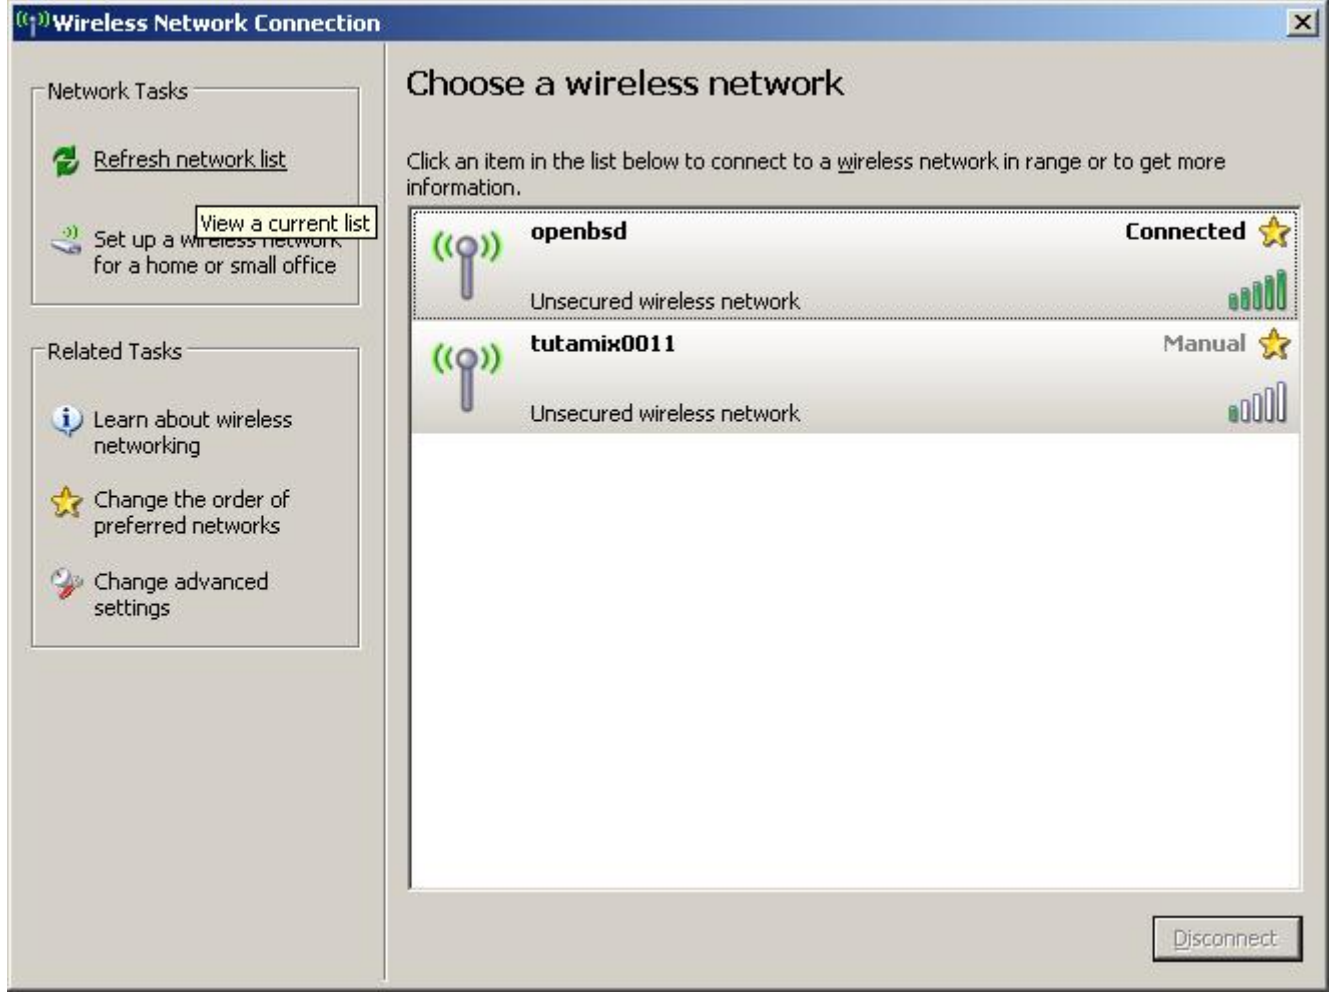 Wireless Network Connection
Network Tasks
Refresh network list
View a current list
Set up a wireless network
for a home or small office
Related Tasks
Learn about wireless
networking
Change the order of
preferred networks
Change advanced
settings
Choose a wireless network
Click an item in the list below to connect to a wireless network in range or to get more
information.
openbsd
Connected
Unsecured wireless network
tutamix0011
Manual
Unsecured wireless network
Disconnect